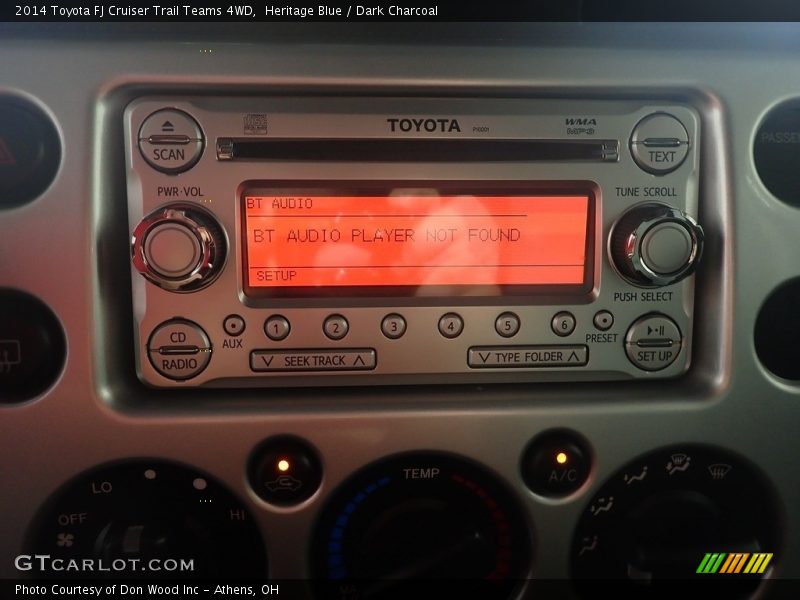 2014 Toyota FJ Cruiser Trail Teams 4WD,  Heritage Blue / Dark Charcoal
SCAN
TOYOTA
P16001
WMA
MP3
TEXT
PWR·VOL
TUNE SCROLL
BT AUDIO
BT AUDIO PLAYER NOT FOUND
SETUP
PUSH SELECT
CD
RADIO
AUX
1 2 3 4 5 6
PRESET
SET UP
SEEK TRACK
TYPE FOLDER
LO
OFF
HI
TEMP
A/C
GTCARLOT.COM
Photo Courtesy of Don Wood Inc - Athens, OH